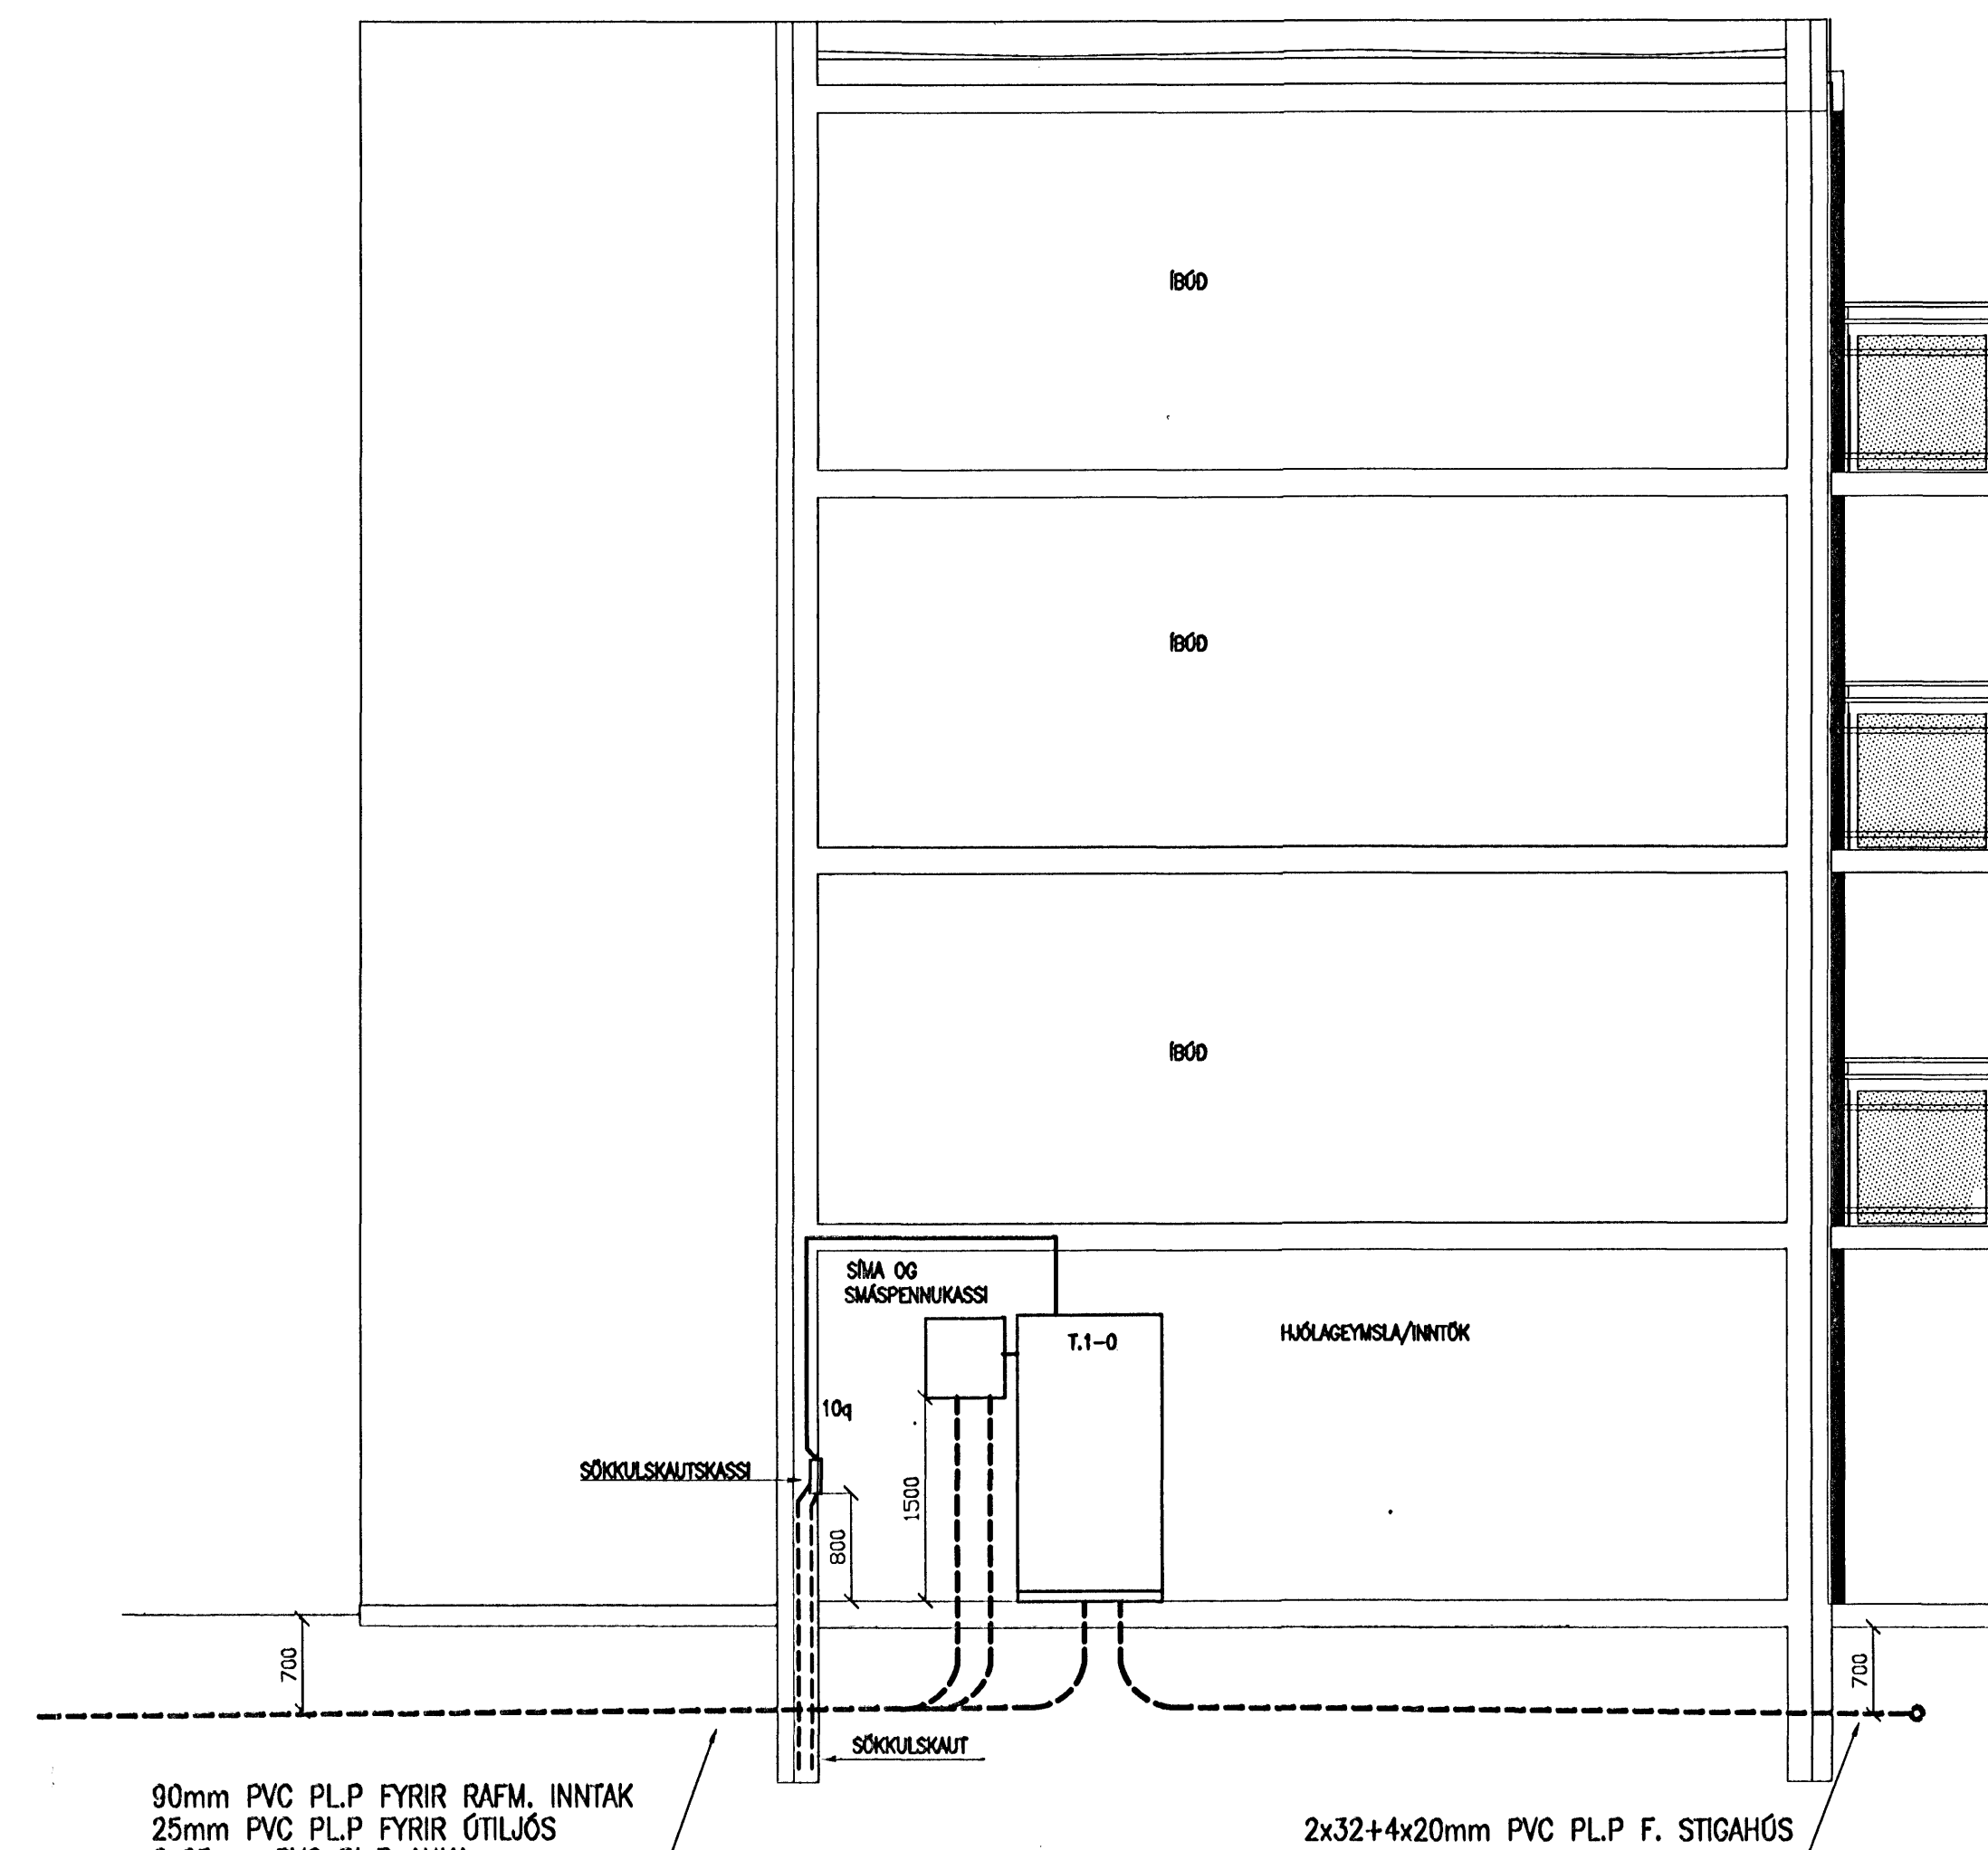 ÍBÚÐ
ÍBÚÐ
ÍBÚÐ
SÍMA OG
SMÁSPENNUKASSI
T.1-0
HJÓLAGEYMSLA/INNTÖK
10q
SÖKKULSKAUTSKASSI
1500
800
700
700
SÖKKULSKAUT
90mm PVC PL.P FYRIR RAFM. INNTAK
25mm PVC PL.P FYRIR ÚTILJÓS
2x32+4x20mm PVC PL.P F. STIGAHÚS